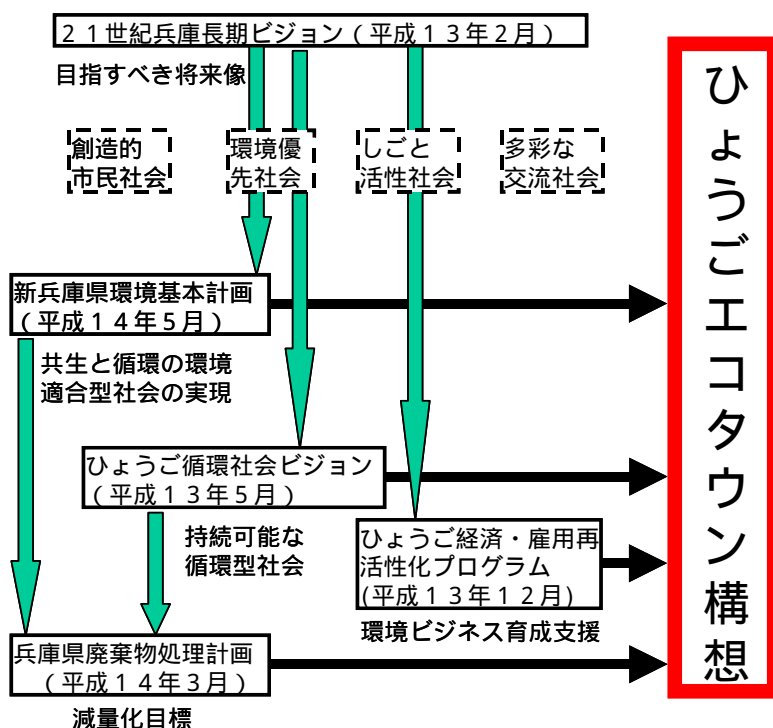 ２１世紀兵庫長期ビジョン（平成１３年２月）
目指すべき将来像
創造的
市民社会
環境優
先社会
しごと
活性社会
多彩な
交流社会
新兵庫県環境基本計画
（平成１４年５月）
共生と循環の環境
適合型社会の実現
ひょうご循環社会ビジョン
（平成１３年５月）
持続可能な
循環型社会
ひょうご経済・雇用再
活性化プログラム
(平成１３年１２月)
環境ビジネス育成支援
兵庫県廃棄物処理計画
（平成１４年３月）
減量化目標
ひょうごエコタウン構想